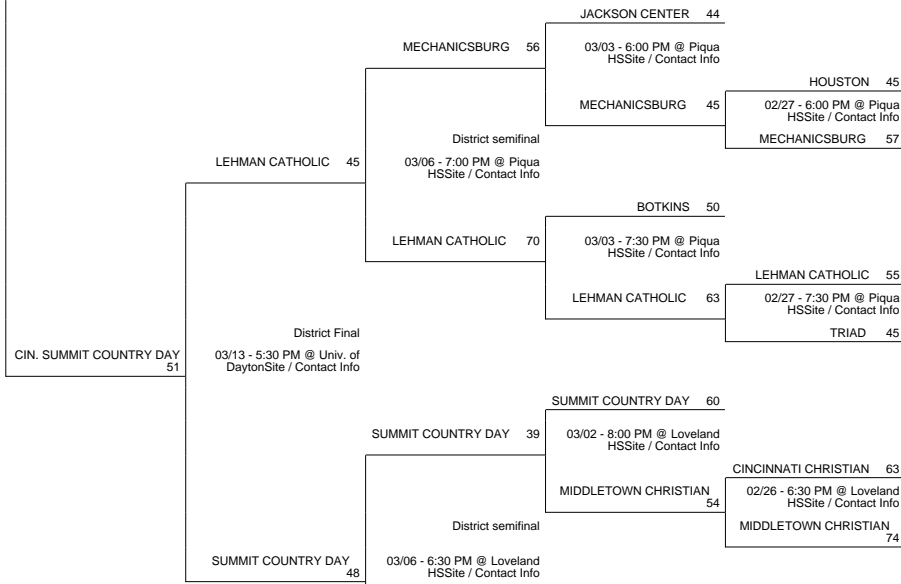 JACKSON CENTER 44
MECHANICSBURG 56
03/03 - 6:00 PM @ Piqua
HSSite / Contact Info
HOUSTON 45
MECHANICSBURG 45
02/27 - 6:00 PM @ Piqua
HSSite / Contact Info
District semifinal
MECHANICSBURG 57
LEHMAN CATHOLIC 45
03/06 - 7:00 PM @ Piqua
HSSite / Contact Info
BOTKINS 50
LEHMAN CATHOLIC 70
03/03 - 7:30 PM @ Piqua
HSSite / Contact Info
LEHMAN CATHOLIC 55
LEHMAN CATHOLIC 63
02/27 - 7:30 PM @ Piqua
HSSite / Contact Info
District Final
TRIAD 45
CIN. SUMMIT COUNTRY DAY
51
03/13 - 5:30 PM @ Univ. of
DaytonSite / Contact Info
SUMMIT COUNTRY DAY 60
SUMMIT COUNTRY DAY 39
03/02 - 8:00 PM @ Loveland
HSSite / Contact Info
CINCINNATI CHRISTIAN 63
MIDDLETOWN CHRISTIAN
54
02/26 - 6:30 PM @ Loveland
HSSite / Contact Info
District semifinal
MIDDLETOWN CHRISTIAN
74
SUMMIT COUNTRY DAY
48
03/06 - 6:30 PM @ Loveland
HSSite / Contact Info